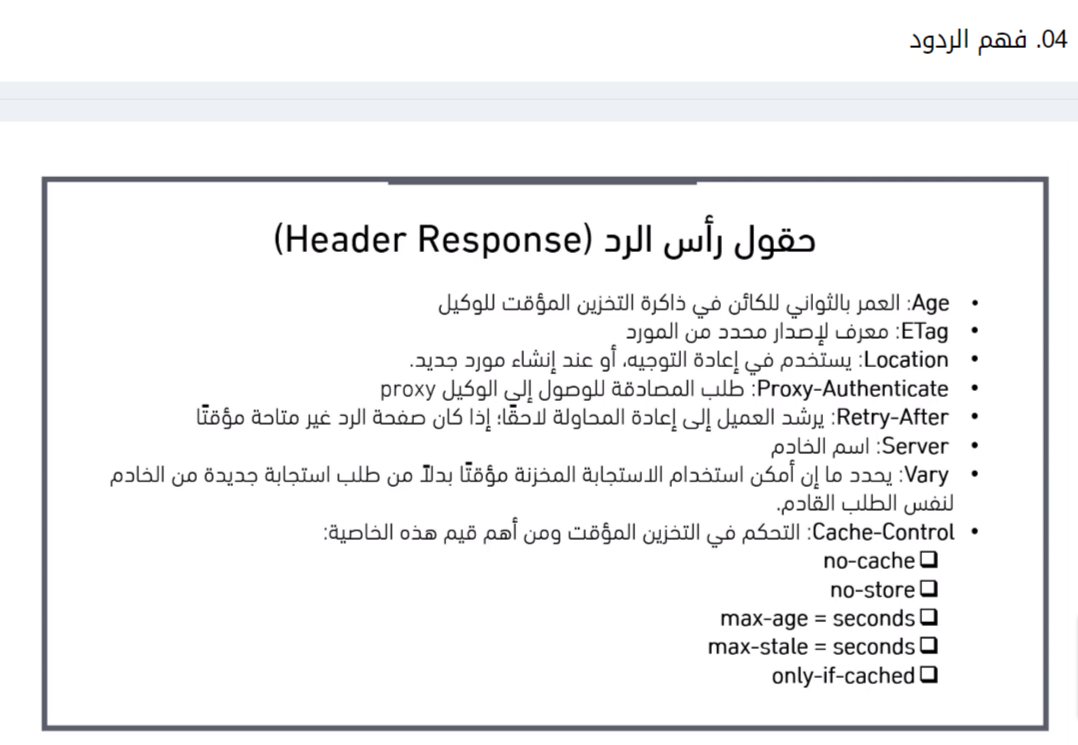 04. فهم الردود
حقول رأس الرد (Header Response)
• Age: العمر بالثواني للكائن في ذاكرة التخزين المؤقت للوكيل
• ETag: معرف لإصدار محدد من المورد
• Location: يستخدم في إعادة التوجيه، أو عند إنشاء مورد جديد.
• Proxy-Authenticate: طلب المصادقة للوصول إلى الوكيل proxy
• Retry-After: يرشد العميل إلى إعادة المحاولة لاحقًا؛ إذا كان صفحة الرد غير متاحة مؤقتًا
• Server: اسم الخادم
• Vary: يحدد ما إن أمكن استخدام الاستجابة المخزنة مؤقتًا بدلاً من طلب استجابة جديدة من الخادم
لنفس الطلب القادم.
• Cache-Control: التحكم في التخزين المؤقت ومن أهم قيم هذه الخاصية:
❑ no-cache
❑ no-store
❑ max-age = seconds
❑ max-stale = seconds
❑ only-if-cached